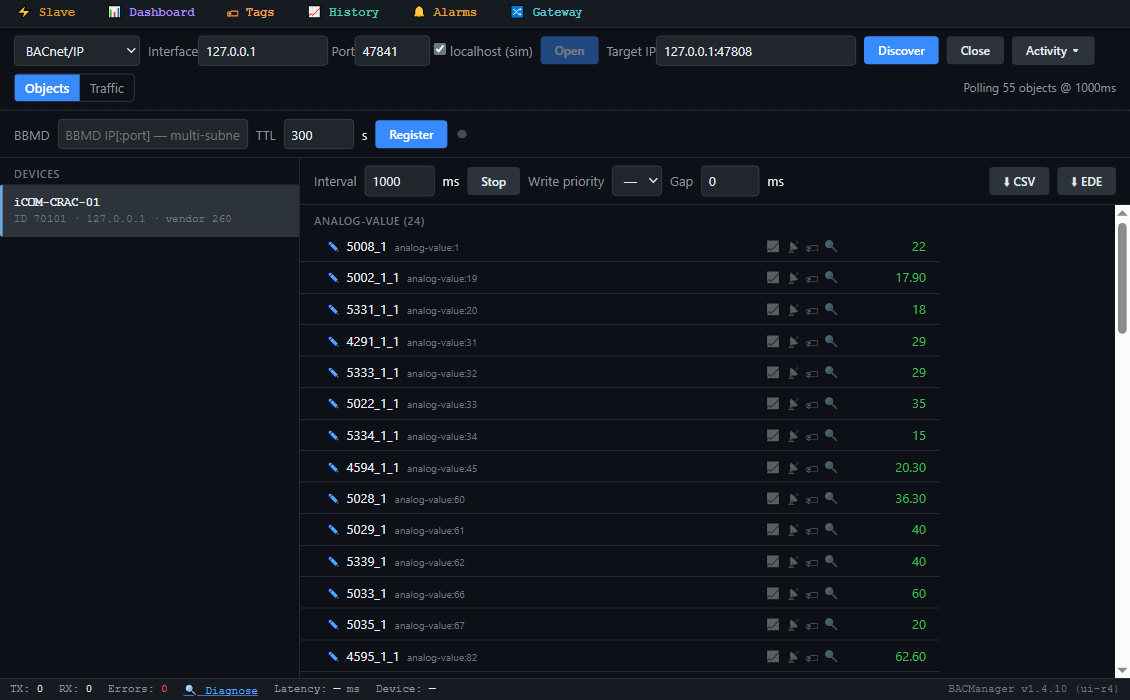 Slave Dashboard Tags History Alarms Gateway
BACnet/IP Interface 127.0.0.1 Port 47841 localhost (sim) Open Target IP 127.0.0.1:47808 Discover Close Activity
Objects Traffic Polling 55 objects @ 1000ms
BBMD BBMD IP[:port] — multi-subne TTL 300 s Register
DEVICES
iCOM-CRAC-01
ID 70101 · 127.0.0.1 · vendor 260
Interval 1000 ms Stop Write priority — Gap 0 ms CSV EDE
ANALOG-VALUE (24)
5008_1 analog-value:1 22
5002_1_1 analog-value:19 17.90
5331_1_1 analog-value:20 18
4291_1_1 analog-value:31 29
5333_1_1 analog-value:32 29
5022_1_1 analog-value:33 35
5334_1_1 analog-value:34 15
4594_1_1 analog-value:45 20.30
5028_1 analog-value:60 36.30
5029_1 analog-value:61 40
5339_1 analog-value:62 40
5033_1 analog-value:66 60
5035_1 analog-value:67 20
4595_1_1 analog-value:82 62.60
TX: 0 RX: 0 Errors: 0 Diagnose Latency: — ms Device: — BACManager v1.4.10 (ui-r4)